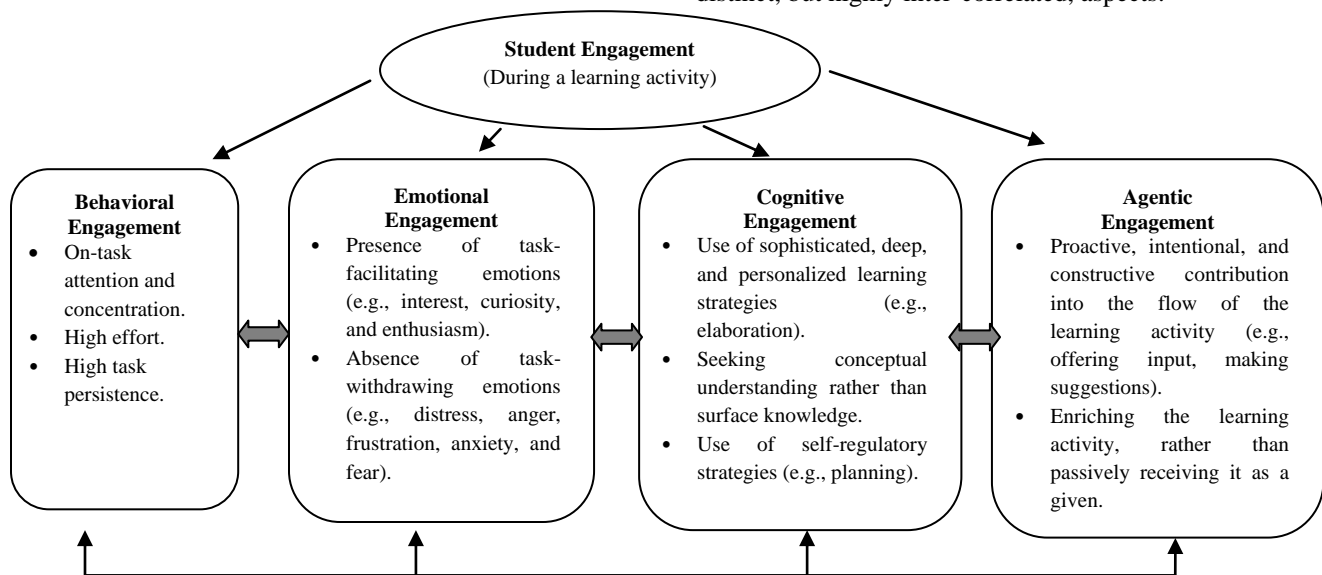 distinct, but highly inter-correlated, aspects.
Student Engagement
(During a learning activity)
Behavioral
Engagement
• On-task
attention and
concentration.
• High effort.
• High task
persistence.
Emotional
Engagement
• Presence of task-
facilitating emotions
(e.g., interest, curiosity,
and enthusiasm).
• Absence of task-
withdrawing emotions
(e.g., distress, anger,
frustration, anxiety, and
fear).
Cognitive
Engagement
• Use of sophisticated, deep,
and personalized learning
strategies (e.g.,
elaboration).
• Seeking conceptual
understanding rather than
surface knowledge.
• Use of self-regulatory
strategies (e.g., planning).
Agentic
Engagement
• Proactive, intentional, and
constructive contribution
into the flow of the
learning activity (e.g.,
offering input, making
suggestions).
• Enriching the learning
activity, rather than
passively receiving it as a
given.